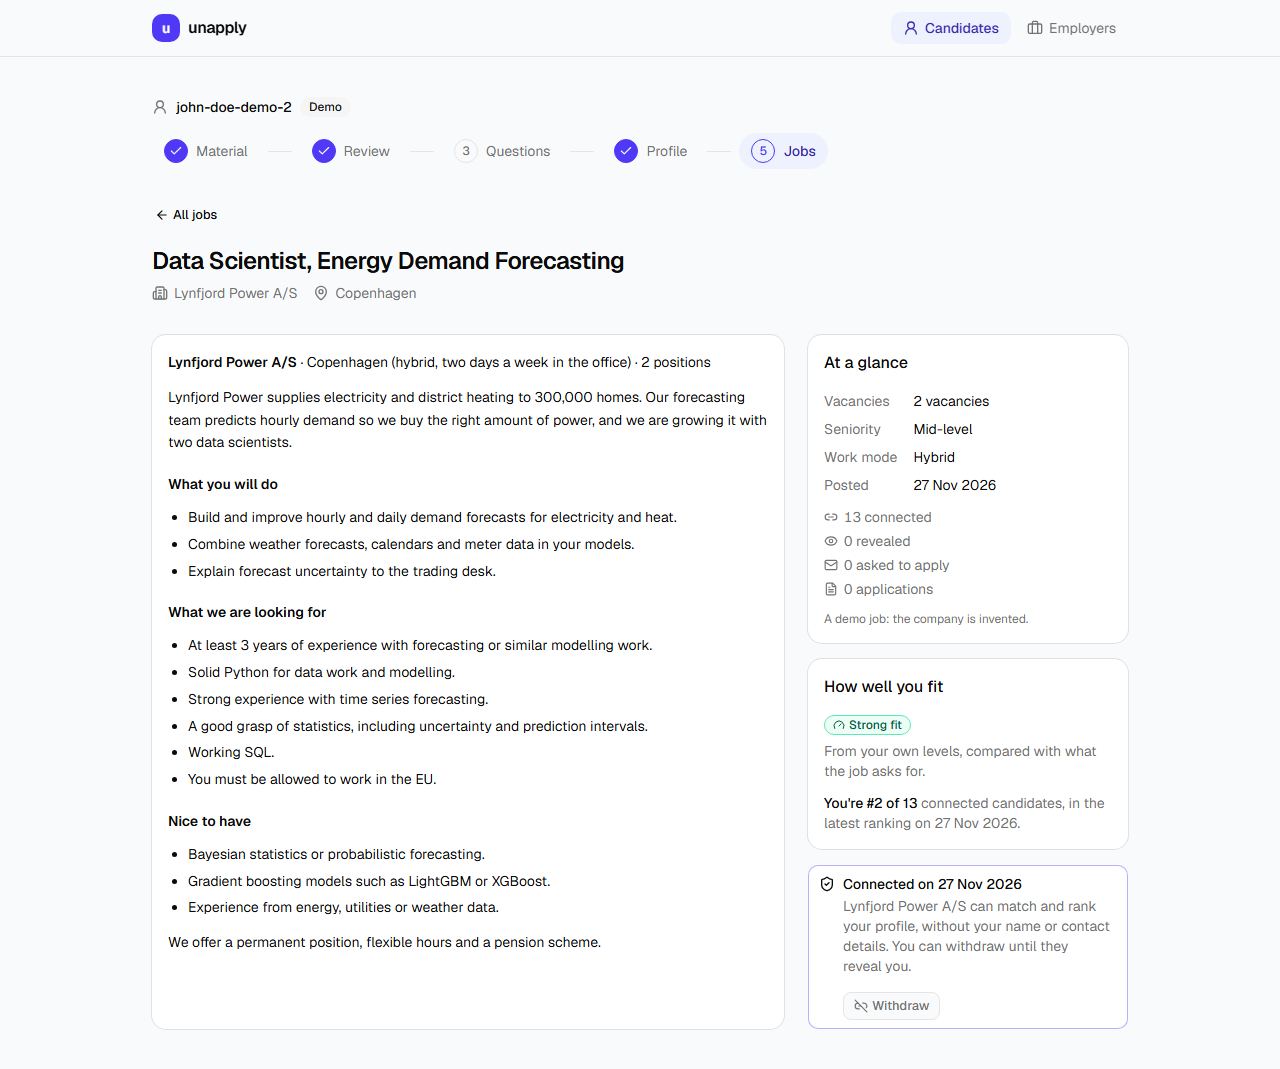 u unapply
Candidates
Employers
john-doe-demo-2 Demo
Material
Review
3 Questions
Profile
5 Jobs
All jobs
Data Scientist, Energy Demand Forecasting
Lynfjord Power A/S Copenhagen
Lynfjord Power A/S · Copenhagen (hybrid, two days a week in the office) · 2 positions
Lynfjord Power supplies electricity and district heating to 300,000 homes. Our forecasting
team predicts hourly demand so we buy the right amount of power, and we are growing it with
two data scientists.
What you will do
• Build and improve hourly and daily demand forecasts for electricity and heat.
• Combine weather forecasts, calendars and meter data in your models.
• Explain forecast uncertainty to the trading desk.
What we are looking for
• At least 3 years of experience with forecasting or similar modelling work.
• Solid Python for data work and modelling.
• Strong experience with time series forecasting.
• A good grasp of statistics, including uncertainty and prediction intervals.
• Working SQL.
• You must be allowed to work in the EU.
Nice to have
• Bayesian statistics or probabilistic forecasting.
• Gradient boosting models such as LightGBM or XGBoost.
• Experience from energy, utilities or weather data.
We offer a permanent position, flexible hours and a pension scheme.
At a glance
Vacancies 2 vacancies
Seniority Mid-level
Work mode Hybrid
Posted 27 Nov 2026
13 connected
0 revealed
0 asked to apply
0 applications
A demo job: the company is invented.
How well you fit
Strong fit
From your own levels, compared with what
the job asks for.
You're #2 of 13 connected candidates, in the
latest ranking on 27 Nov 2026.
Connected on 27 Nov 2026
Lynfjord Power A/S can match and rank
your profile, without your name or contact
details. You can withdraw until they
reveal you.
Withdraw